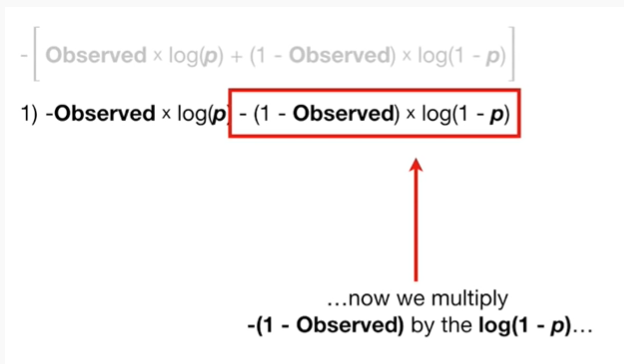 -[Observed × log(p) + (1 - Observed) × log(1 - p)]
1) -Observed × log(p) - (1 - Observed) × log(1 - p)
...now we multiply
-(1 - Observed) by the log(1 - p)...